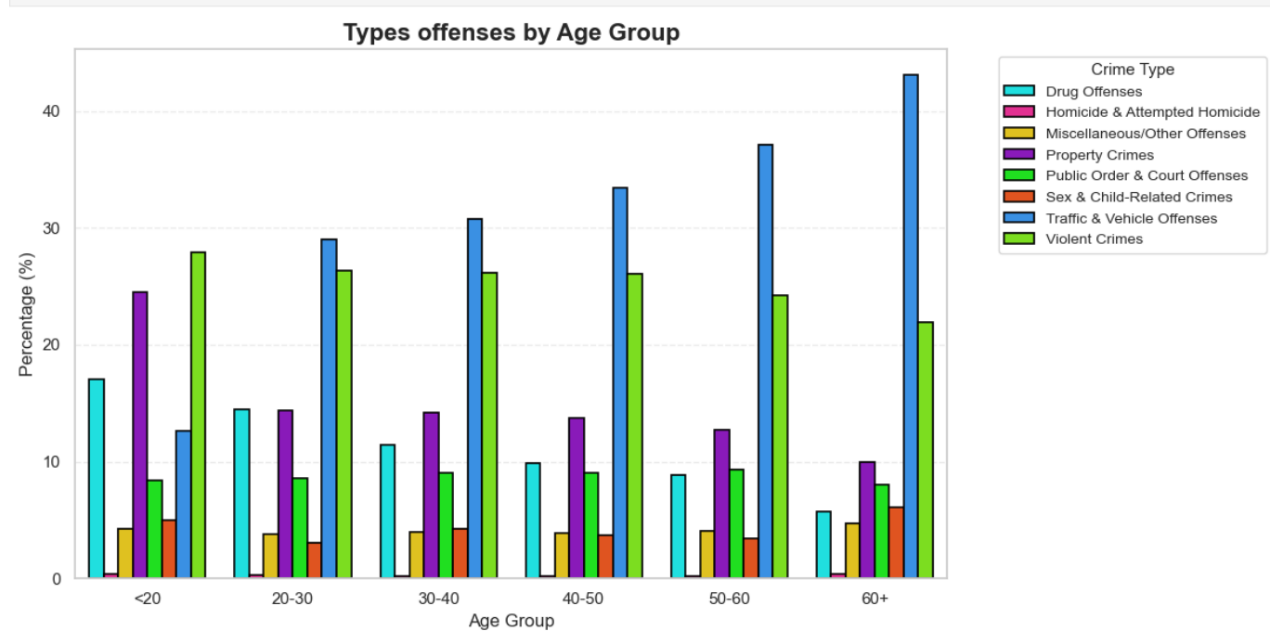 Types offenses by Age Group
Percentage (%)
40
30
20
10
0
<20
20-30
30-40
40-50
50-60
60+
Age Group
Crime Type
Drug Offenses
Homicide & Attempted Homicide
Miscellaneous/Other Offenses
Property Crimes
Public Order & Court Offenses
Sex & Child-Related Crimes
Traffic & Vehicle Offenses
Violent Crimes